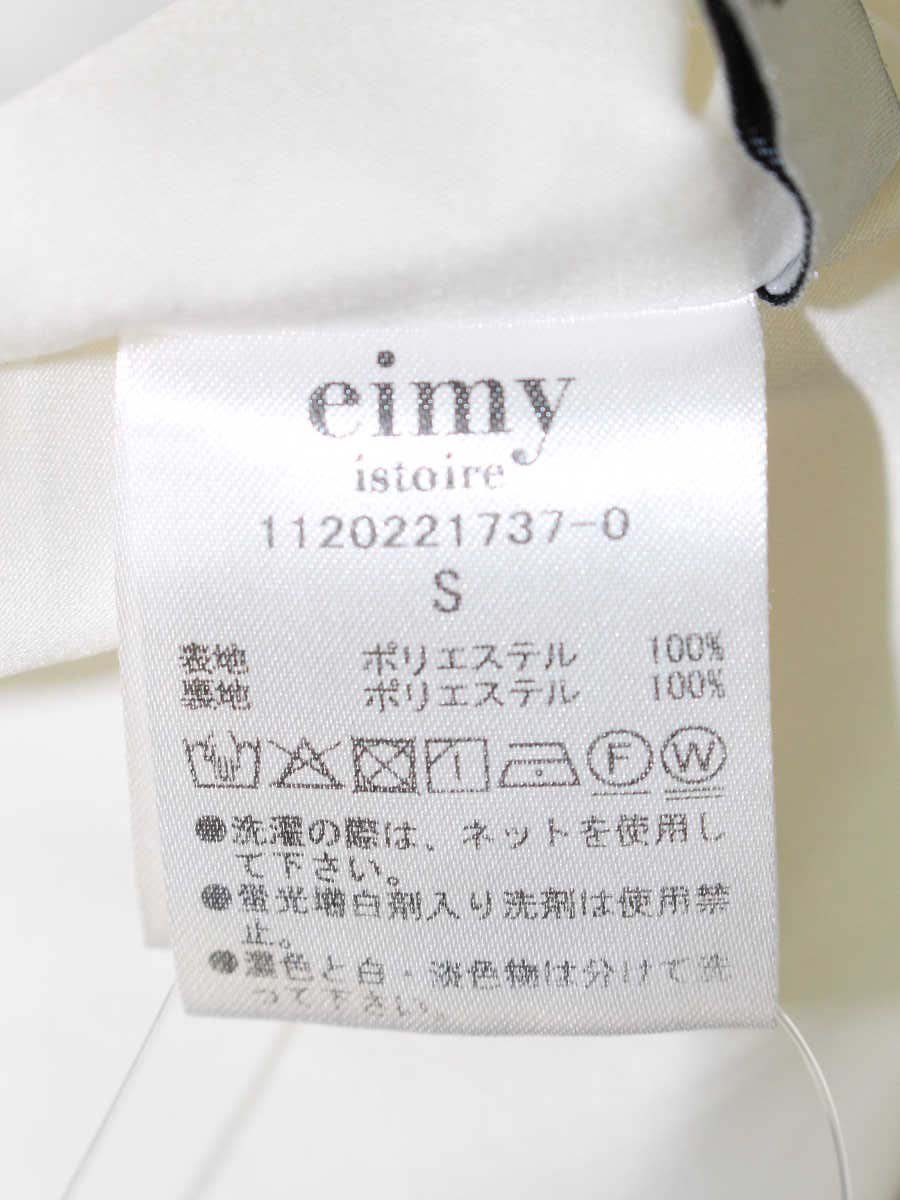 eimy
istoire
1120221737-0
S
表地 ポリエステル 100%
裏地 ポリエステル 100%
F W
●洗濯の際は、ネットを使用し
て下さい。
●蛍光増白剤入り洗剤は使用禁
止。
●濃色と白・淡色物は分けて洗
って下さい。